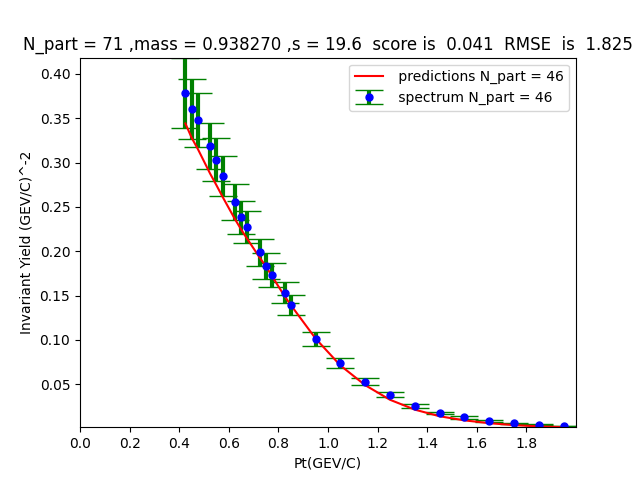 N_part = 71 ,mass = 0.938270 ,s = 19.6  score is  0.041  RMSE  is  1.825
predictions N_part = 46
spectrum N_part = 46
Invariant Yield (GEV/C)^-2
0.40
0.35
0.30
0.25
0.20
0.15
0.10
0.05
0.0 0.2 0.4 0.6 0.8 1.0 1.2 1.4 1.6 1.8
Pt(GEV/C)